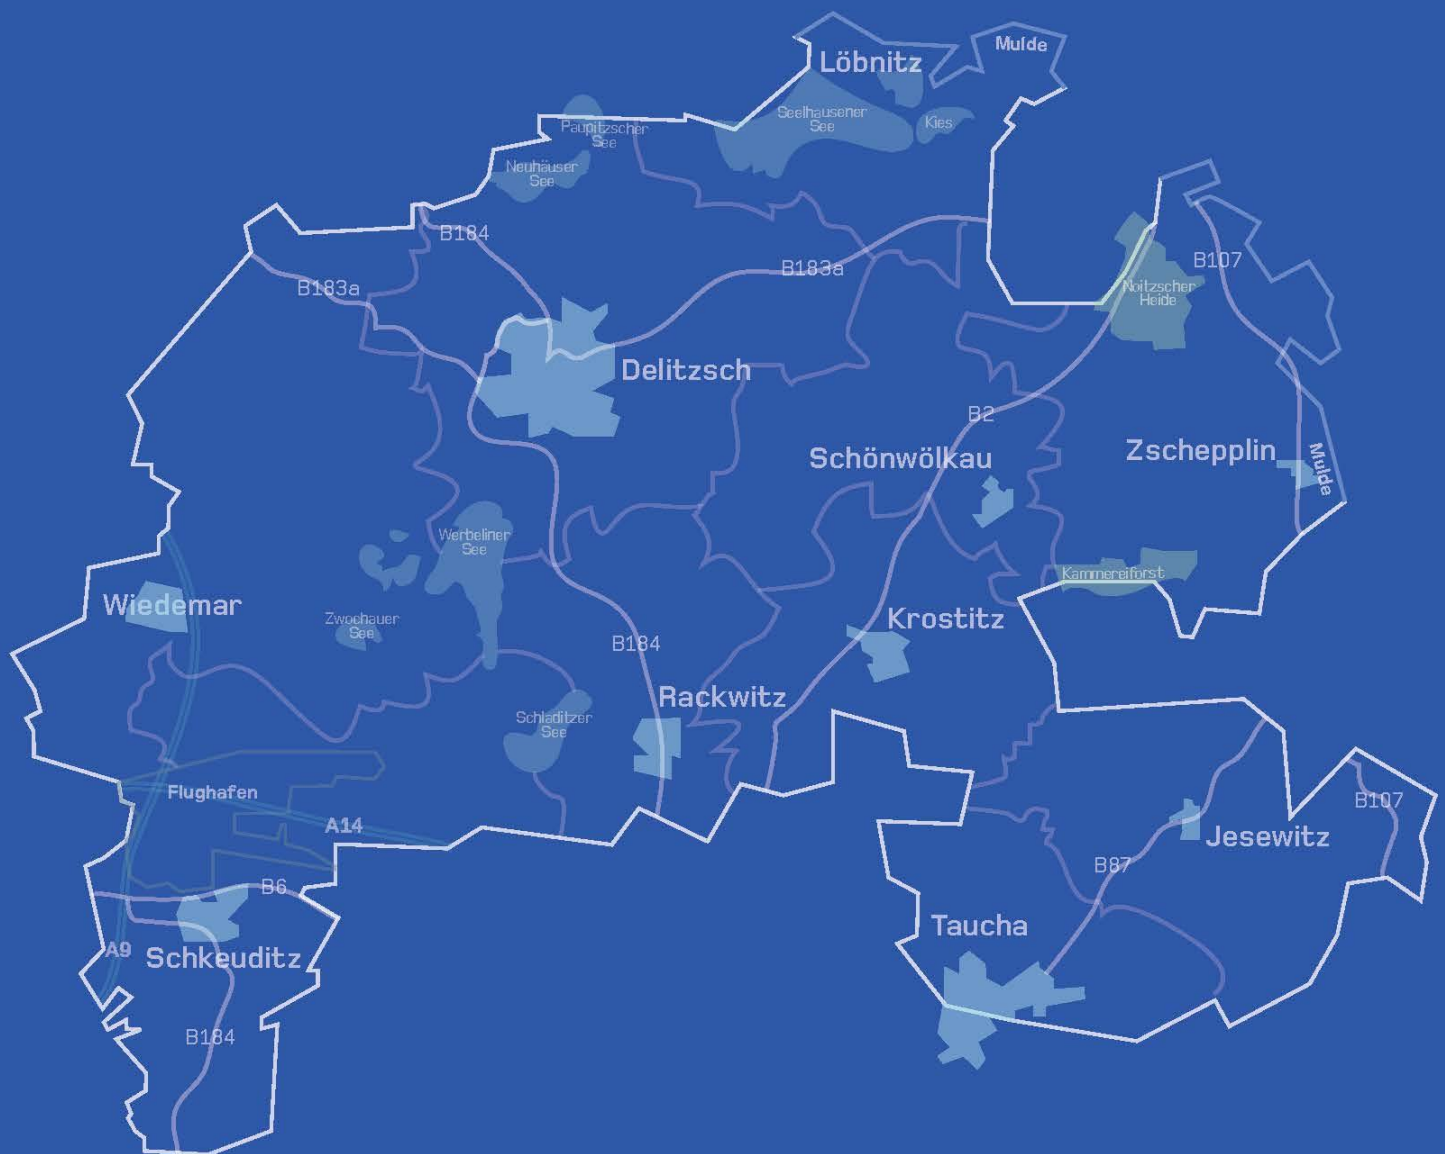 Mulde
Löbnitz
Seelhausener
See
Kies
Paupitzscher
See
Neuhäuser
See
B184
B183a
B183a
B107
Noitzscher
Heide
Delitzsch
B2
Schönwölkau
Zschepplin
Mulde
Werbeliner
See
Kammereiforst
Wiedemar
Zwochauer
See
Krostitz
B184
Rackwitz
Schladitzer
See
Flughafen
A14
B107
Jesewitz
B87
B6
Taucha
A9
Schkeuditz
B184